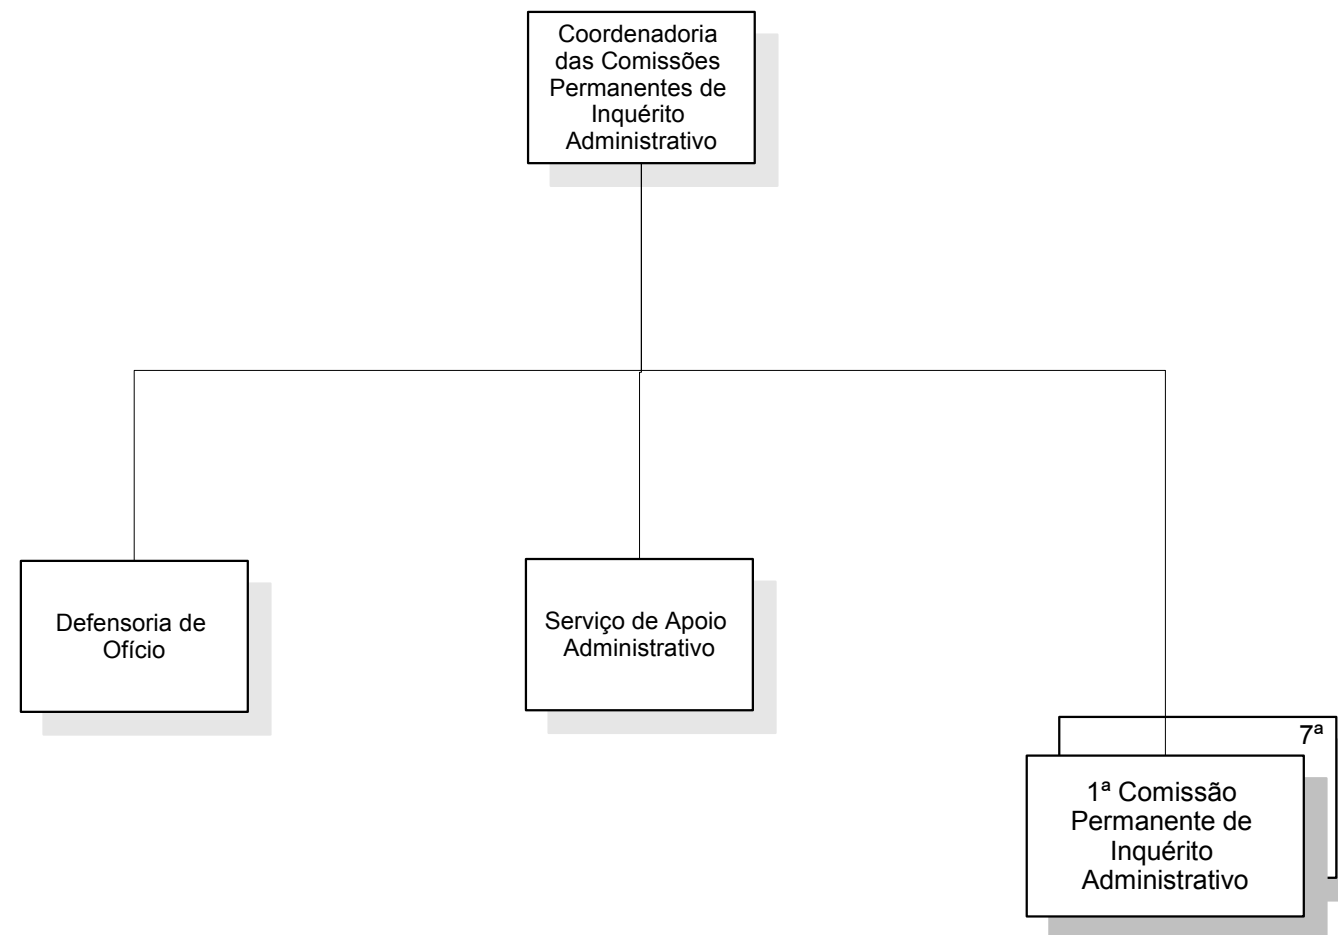 Coordenadoria
das Comissões
Permanentes de
Inquérito
Administrativo
Defensoria de
Ofício
Serviço de Apoio
Administrativo
7ª
1ª Comissão
Permanente de
Inquérito
Administrativo